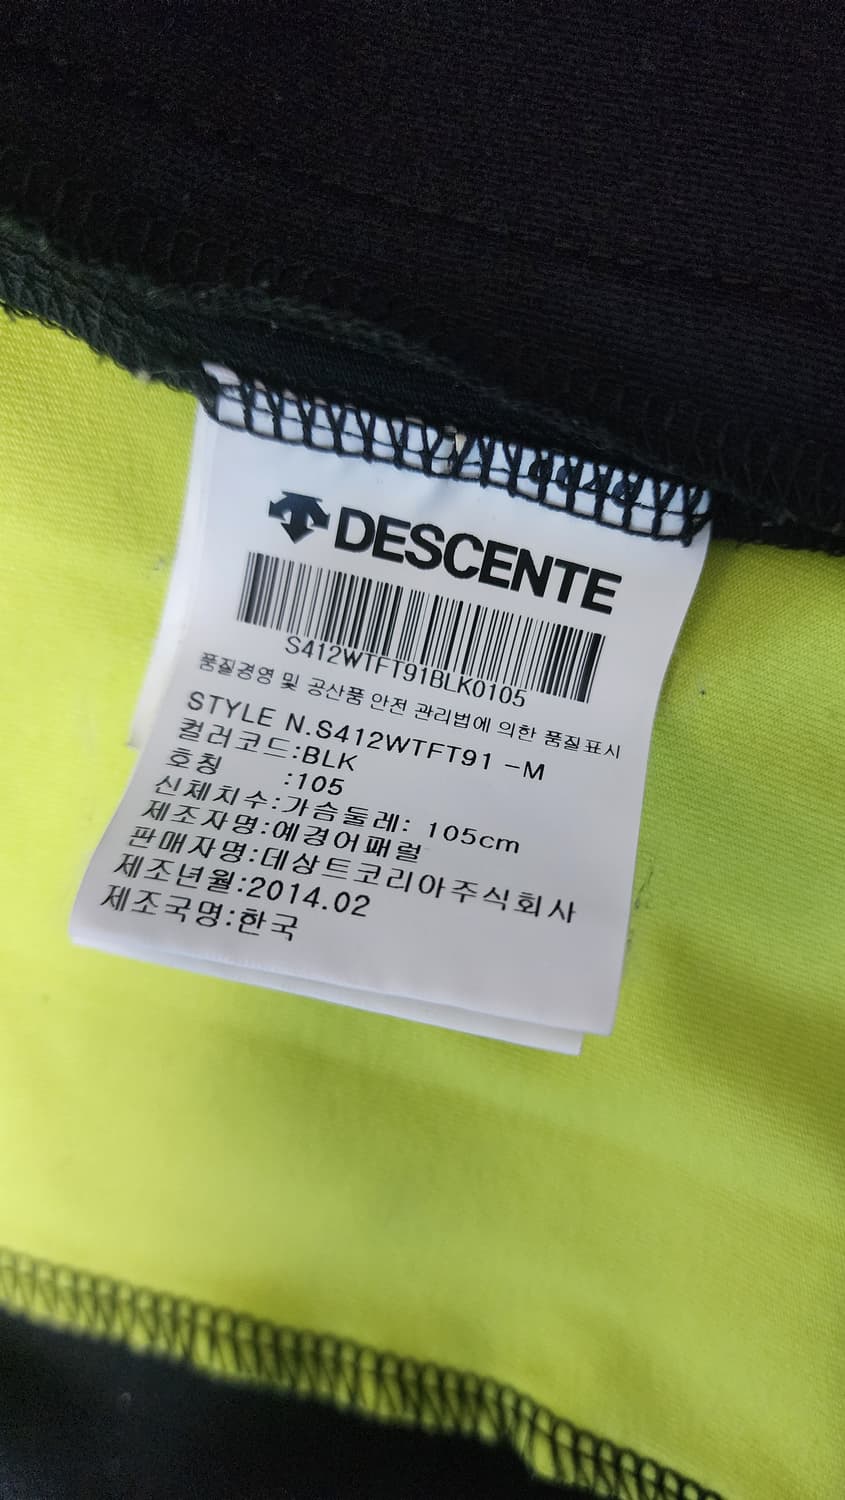 DESCENTE
S412WTFT91BLK0105
품질경영 및 공산품 안전 관리법에 의한 품질표시
STYLE N.S412WTFT91 -M
컬러코드:BLK
호칭 :105
신체치수:가슴둘레: 105cm
제조자명:예경어패럴
판매자명:데상트코리아주식회사
제조년월:2014.02
제조국명:한국